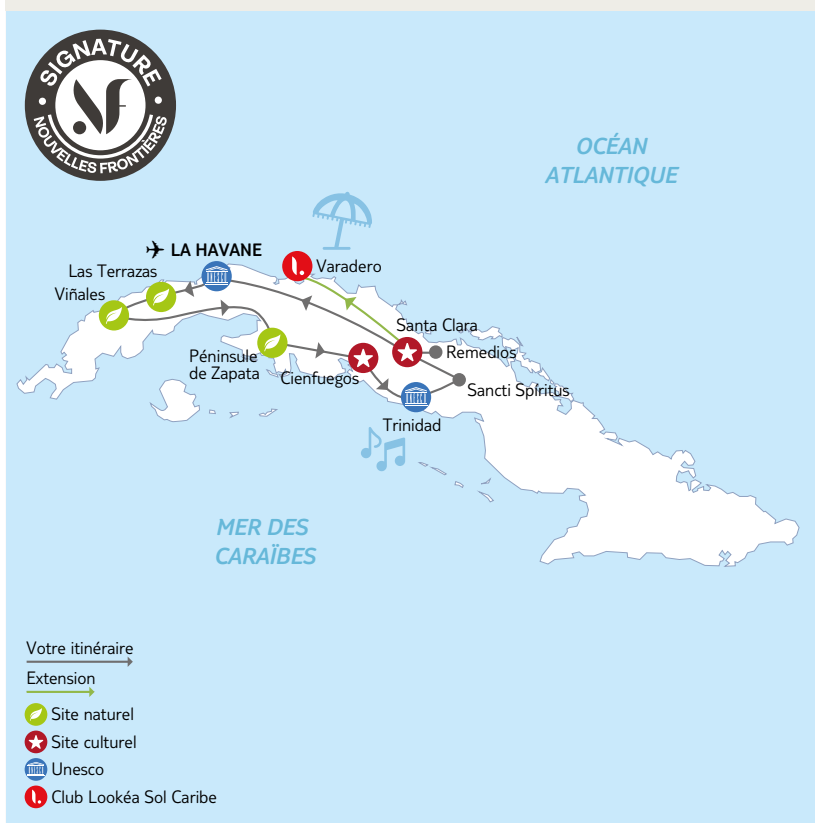 SIGNATURE
NF
NOUVELLES FRONTIÈRES
OCÉAN
ATLANTIQUE
LA HAVANE
Las Terrazas
Varadero
Viñales
Santa Clara
Remedios
Péninsule
de Zapata
Cienfuegos
Sancti Spíritus
Trinidad
MER DES
CARAÏBES
Votre itinéraire
Extension
Site naturel
Site culturel
Unesco
Club Lookéa Sol Caribe